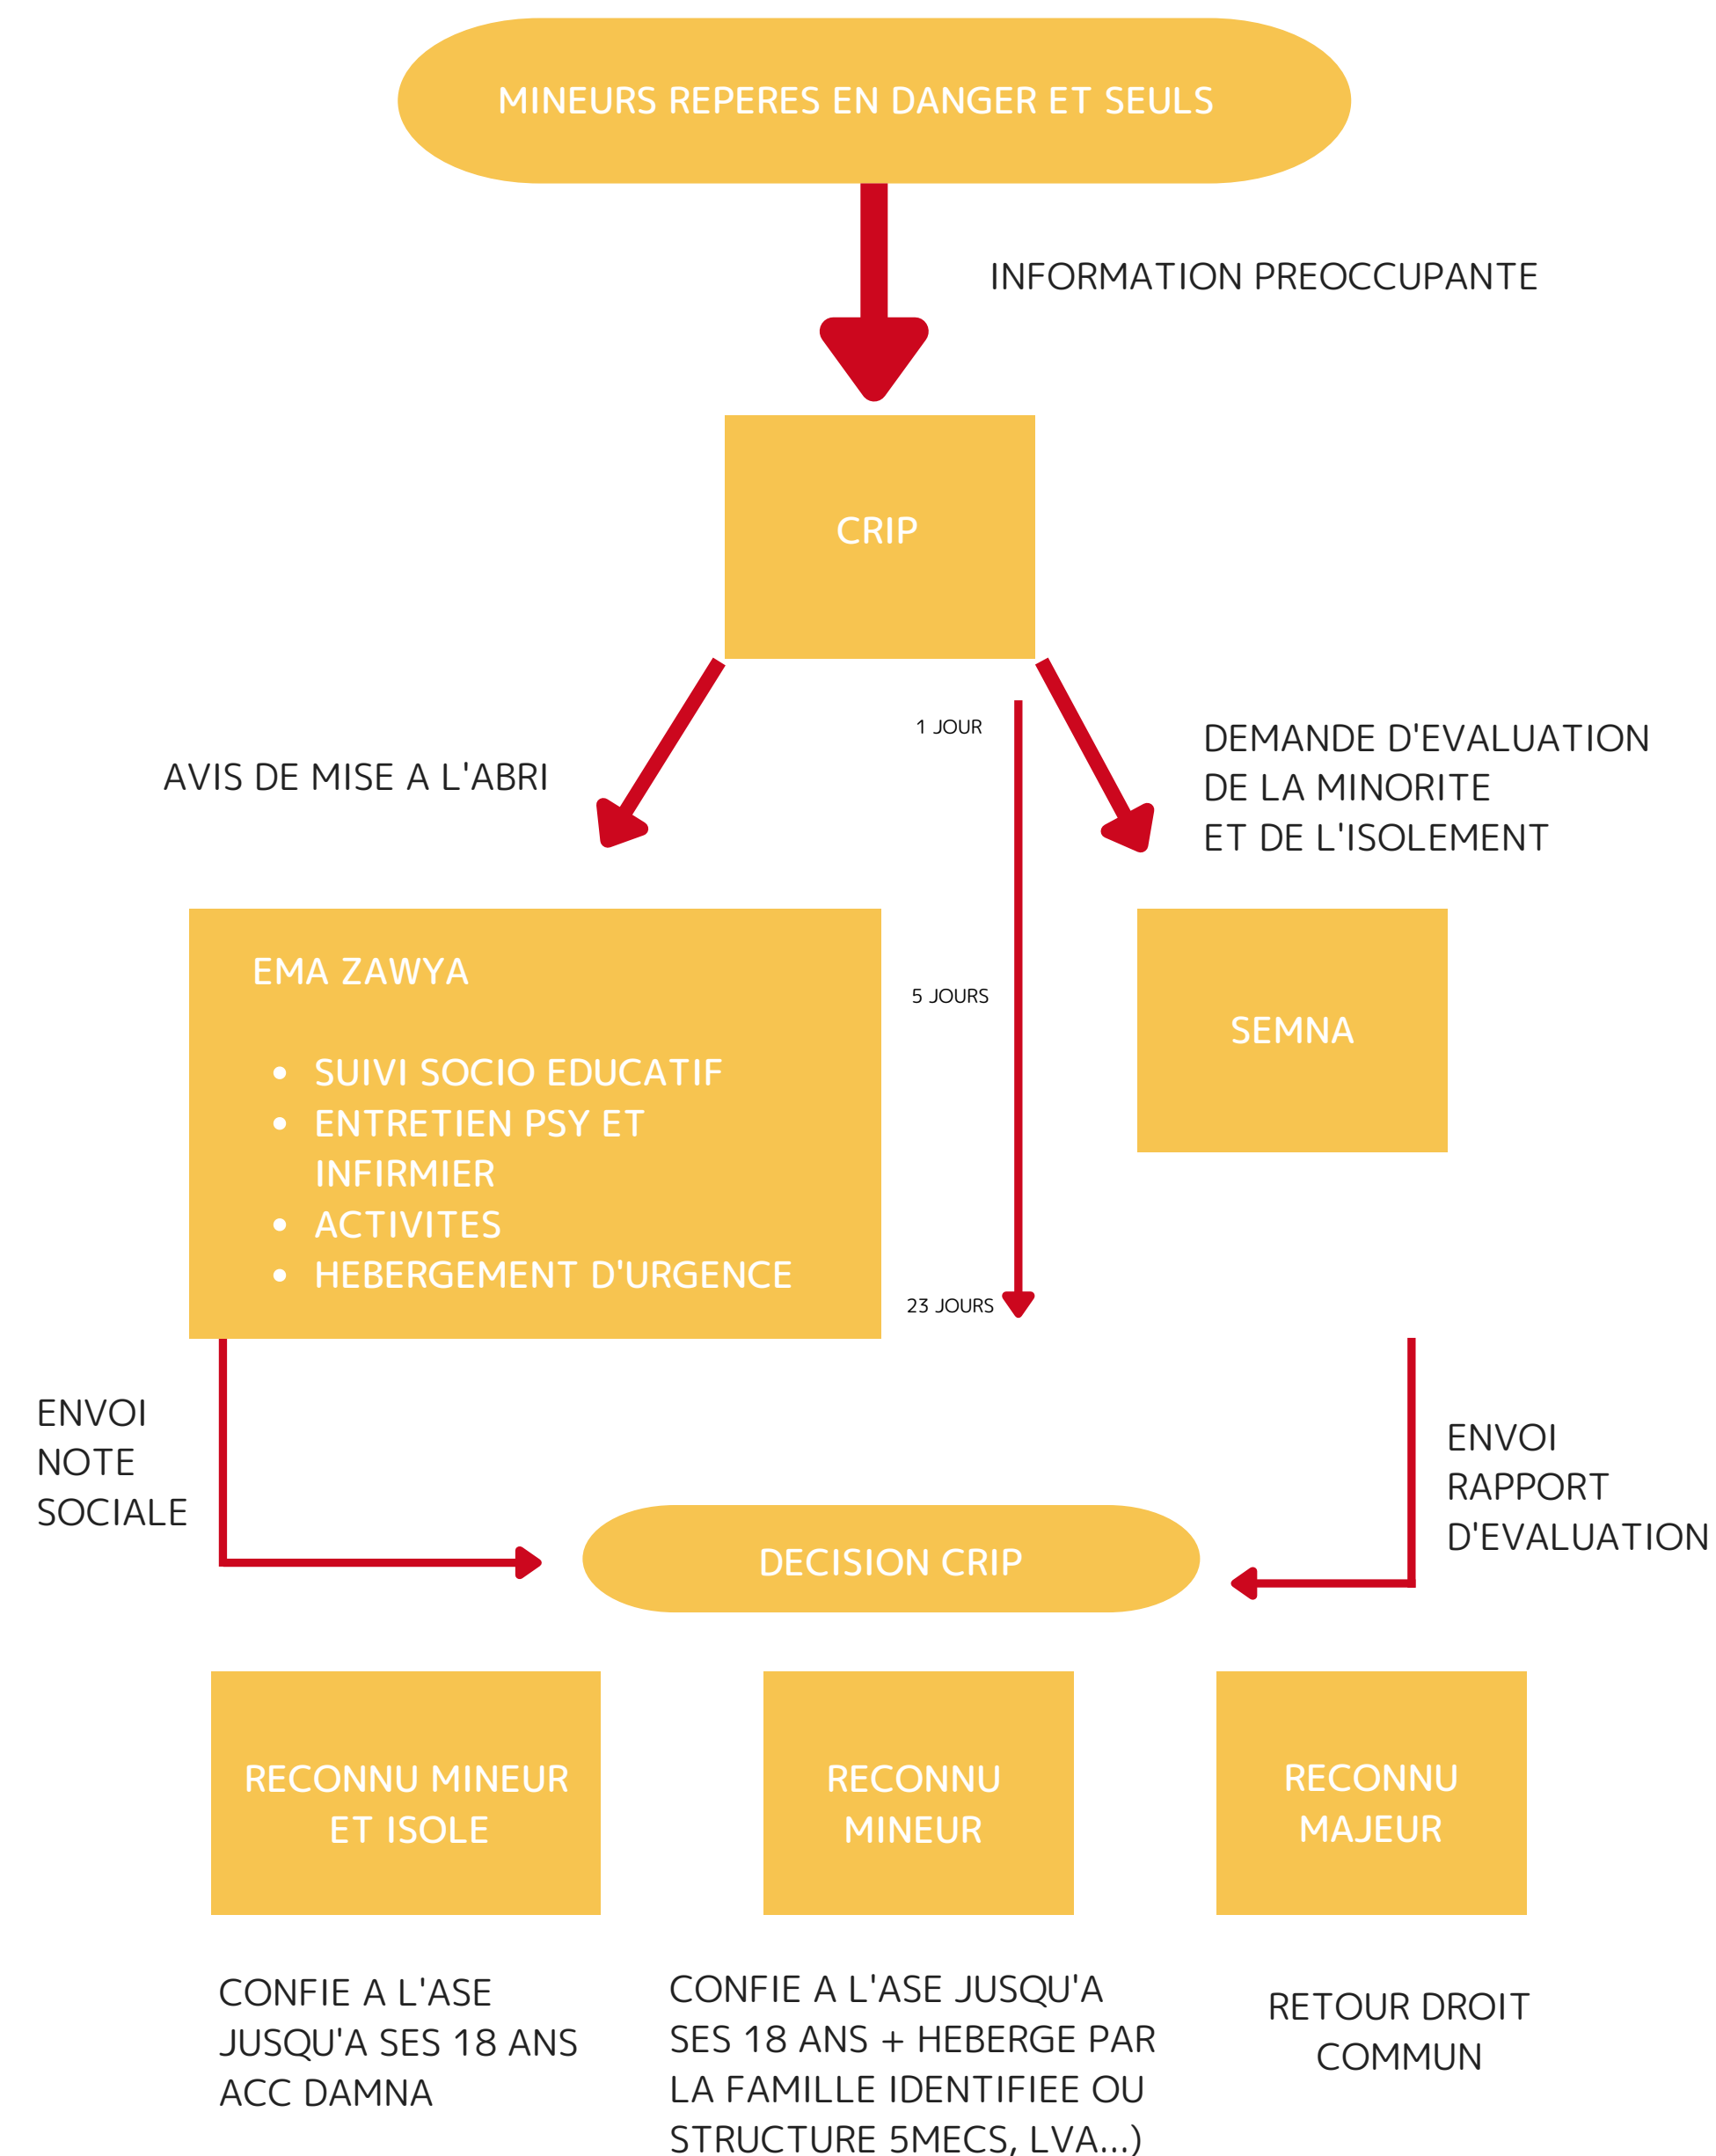 MINEURS REPERES EN DANGER ET SEULS
INFORMATION PREOCCUPANTE
CRIP
AVIS DE MISE A L'ABRI
1 JOUR
DEMANDE D'EVALUATION
DE LA MINORITE
ET DE L'ISOLEMENT
EMA ZAWYA
• SUIVI SOCIO EDUCATIF
• ENTRETIEN PSY ET
INFIRMIER
• ACTIVITES
• HEBERGEMENT D'URGENCE
5 JOURS
23 JOURS
SEMNA
ENVOI
NOTE
SOCIALE
ENVOI
RAPPORT
D'EVALUATION
DECISION CRIP
RECONNU MINEUR
ET ISOLE
RECONNU
MINEUR
RECONNU
MAJEUR
CONFIE A L'ASE
JUSQU'A SES 18 ANS
ACC DAMNA
CONFIE A L'ASE JUSQU'A
SES 18 ANS + HEBERGE PAR
LA FAMILLE IDENTIFIEE OU
STRUCTURE 5MECS, LVA...)
RETOUR DROIT
COMMUN